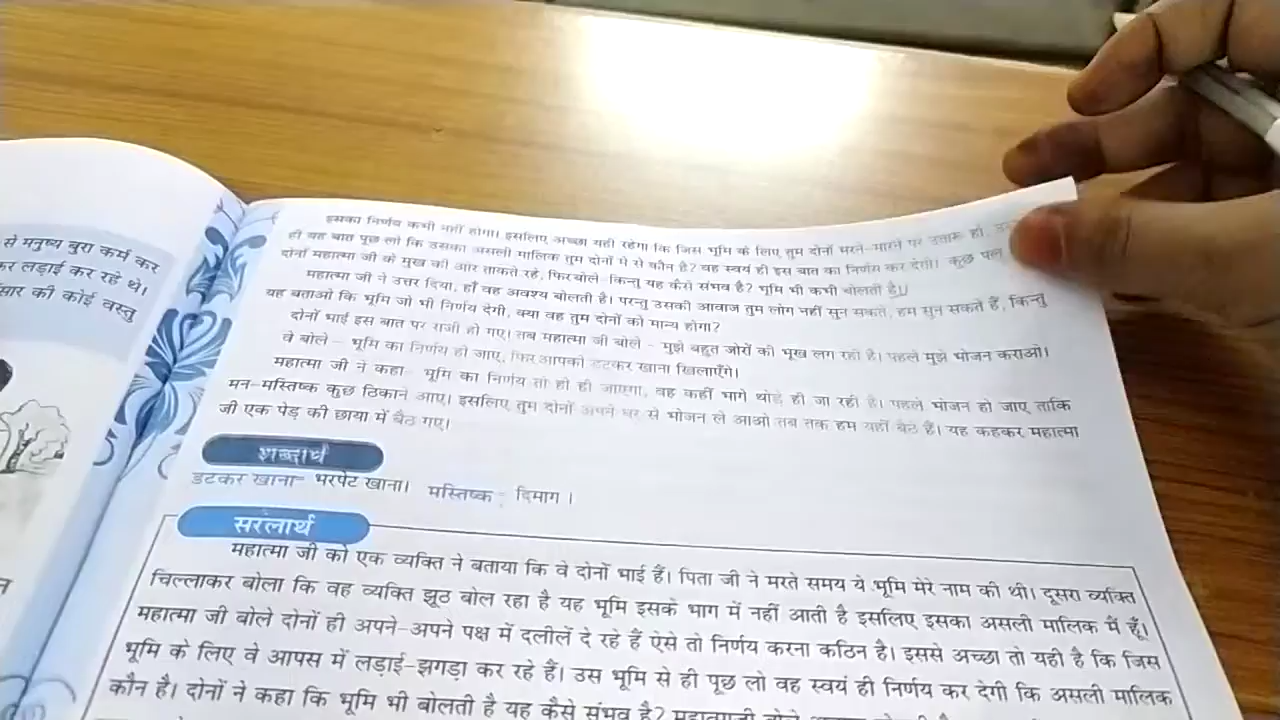 से मनुष्य बुरा कर्म कर
कर लड़ाई कर रहे थे।
सार की कोई वस्तु
इसका निर्णय कभी नहीं होगा। इसलिए अच्छा यही रहेगा कि जिस भूमि के लिए तुम दोनों मरने-मारने पर उतारू हो,
ही यह बात पूछ लो कि उसका असली मालिक तुम दोनों में से कौन है? वह स्वयं ही इस बात का निर्णय कर देगी। कुछ पल
दोनों महात्मा जी के मुख की ओर ताकते रहे, फिर बोले- किन्तु यह कैसे संभव है? भूमि भी कभी बोलती है।
महात्मा जी ने उत्तर दिया, हाँ वह अवश्य बोलती है। परन्तु उसकी आवाज तुम लोग नहीं सुन सकते, हम सुन सकते हैं, किन्तु
यह बताओ कि भूमि जो भी निर्णय देगी, क्या वह तुम दोनों को मान्य होगा?
दोनों भाई इस बात पर राजी हो गए। तब महात्मा जी बोले - मुझे बहुत जोरों की भूख लग रही है। पहले मुझे भोजन कराओ।
वे बोले - भूमि का निर्णय हो जाए, फिर आपको डटकर खाना खिलाएँगे।
महात्मा जी ने कहा- भूमि का निर्णय तो हो ही जाएगा, वह कहीं भागे थोड़े ही जा रही है। पहले भोजन हो जाए ताकि
मन-मस्तिष्क कुछ ठिकाने आए। इसलिए तुम दोनों अपने घर से भोजन ले आओ तब तक हम यहाँ बैठे हैं। यह कहकर महात्मा
जी एक पेड़ की छाया में बैठ गए।
शब्दार्थ
डटकर खाना= भरपेट खाना। मस्तिष्क = दिमाग।
सरलार्थ
महात्मा जी को एक व्यक्ति ने बताया कि वे दोनों भाई हैं। पिता जी ने मरते समय ये भूमि मेरे नाम की थी। दूसरा व्यक्ति
चिल्लाकर बोला कि वह व्यक्ति झूठ बोल रहा है यह भूमि इसके भाग में नहीं आती है इसलिए इसका असली मालिक मैं हूँ।
महात्मा जी बोले दोनों ही अपने-अपने पक्ष में दलीलें दे रहे हैं ऐसे तो निर्णय करना कठिन है। इससे अच्छा तो यही है कि जिस
भूमि के लिए वे आपस में लड़ाई-झगड़ा कर रहे हैं। उस भूमि से ही पूछ लो वह स्वयं ही निर्णय कर देगी कि असली मालिक
कौन है। दोनों ने कहा कि भूमि भी बोलती है यह कैसे संभव है? महात्माजी बोले